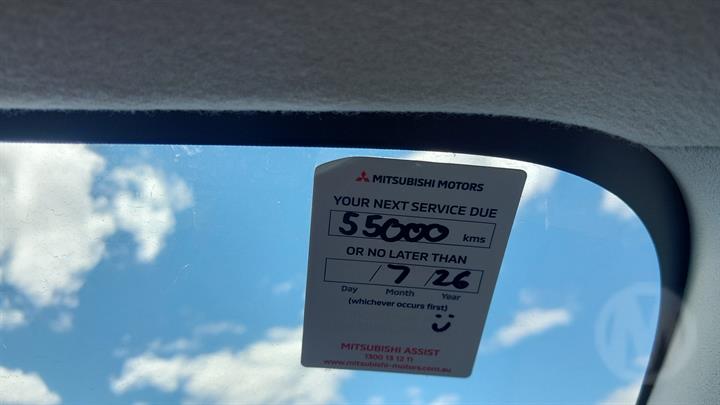 MITSUBISHI MOTORS
YOUR NEXT SERVICE DUE
55000 kms
OR NO LATER THAN
/ 7 / 26
Day Month Year
(whichever occurs first)
MITSUBISHI ASSIST
1300 13 12 11
www.mitsubishi-motors.com.au
M